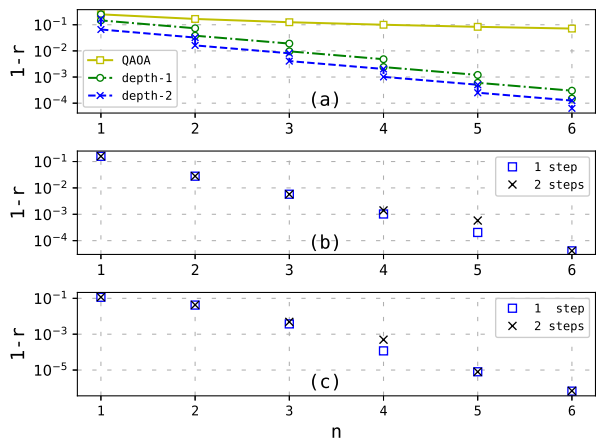 1-r
10⁻¹
10⁻²
10⁻³
10⁻⁴
QAOA
depth-1
depth-2
(a)
1 2 3 4 5 6
1-r
10⁻¹
10⁻²
10⁻³
10⁻⁴
1 step
2 steps
(b)
1 2 3 4 5 6
1-r
10⁻¹
10⁻³
10⁻⁵
1 step
2 steps
(c)
1 2 3 4 5 6
n